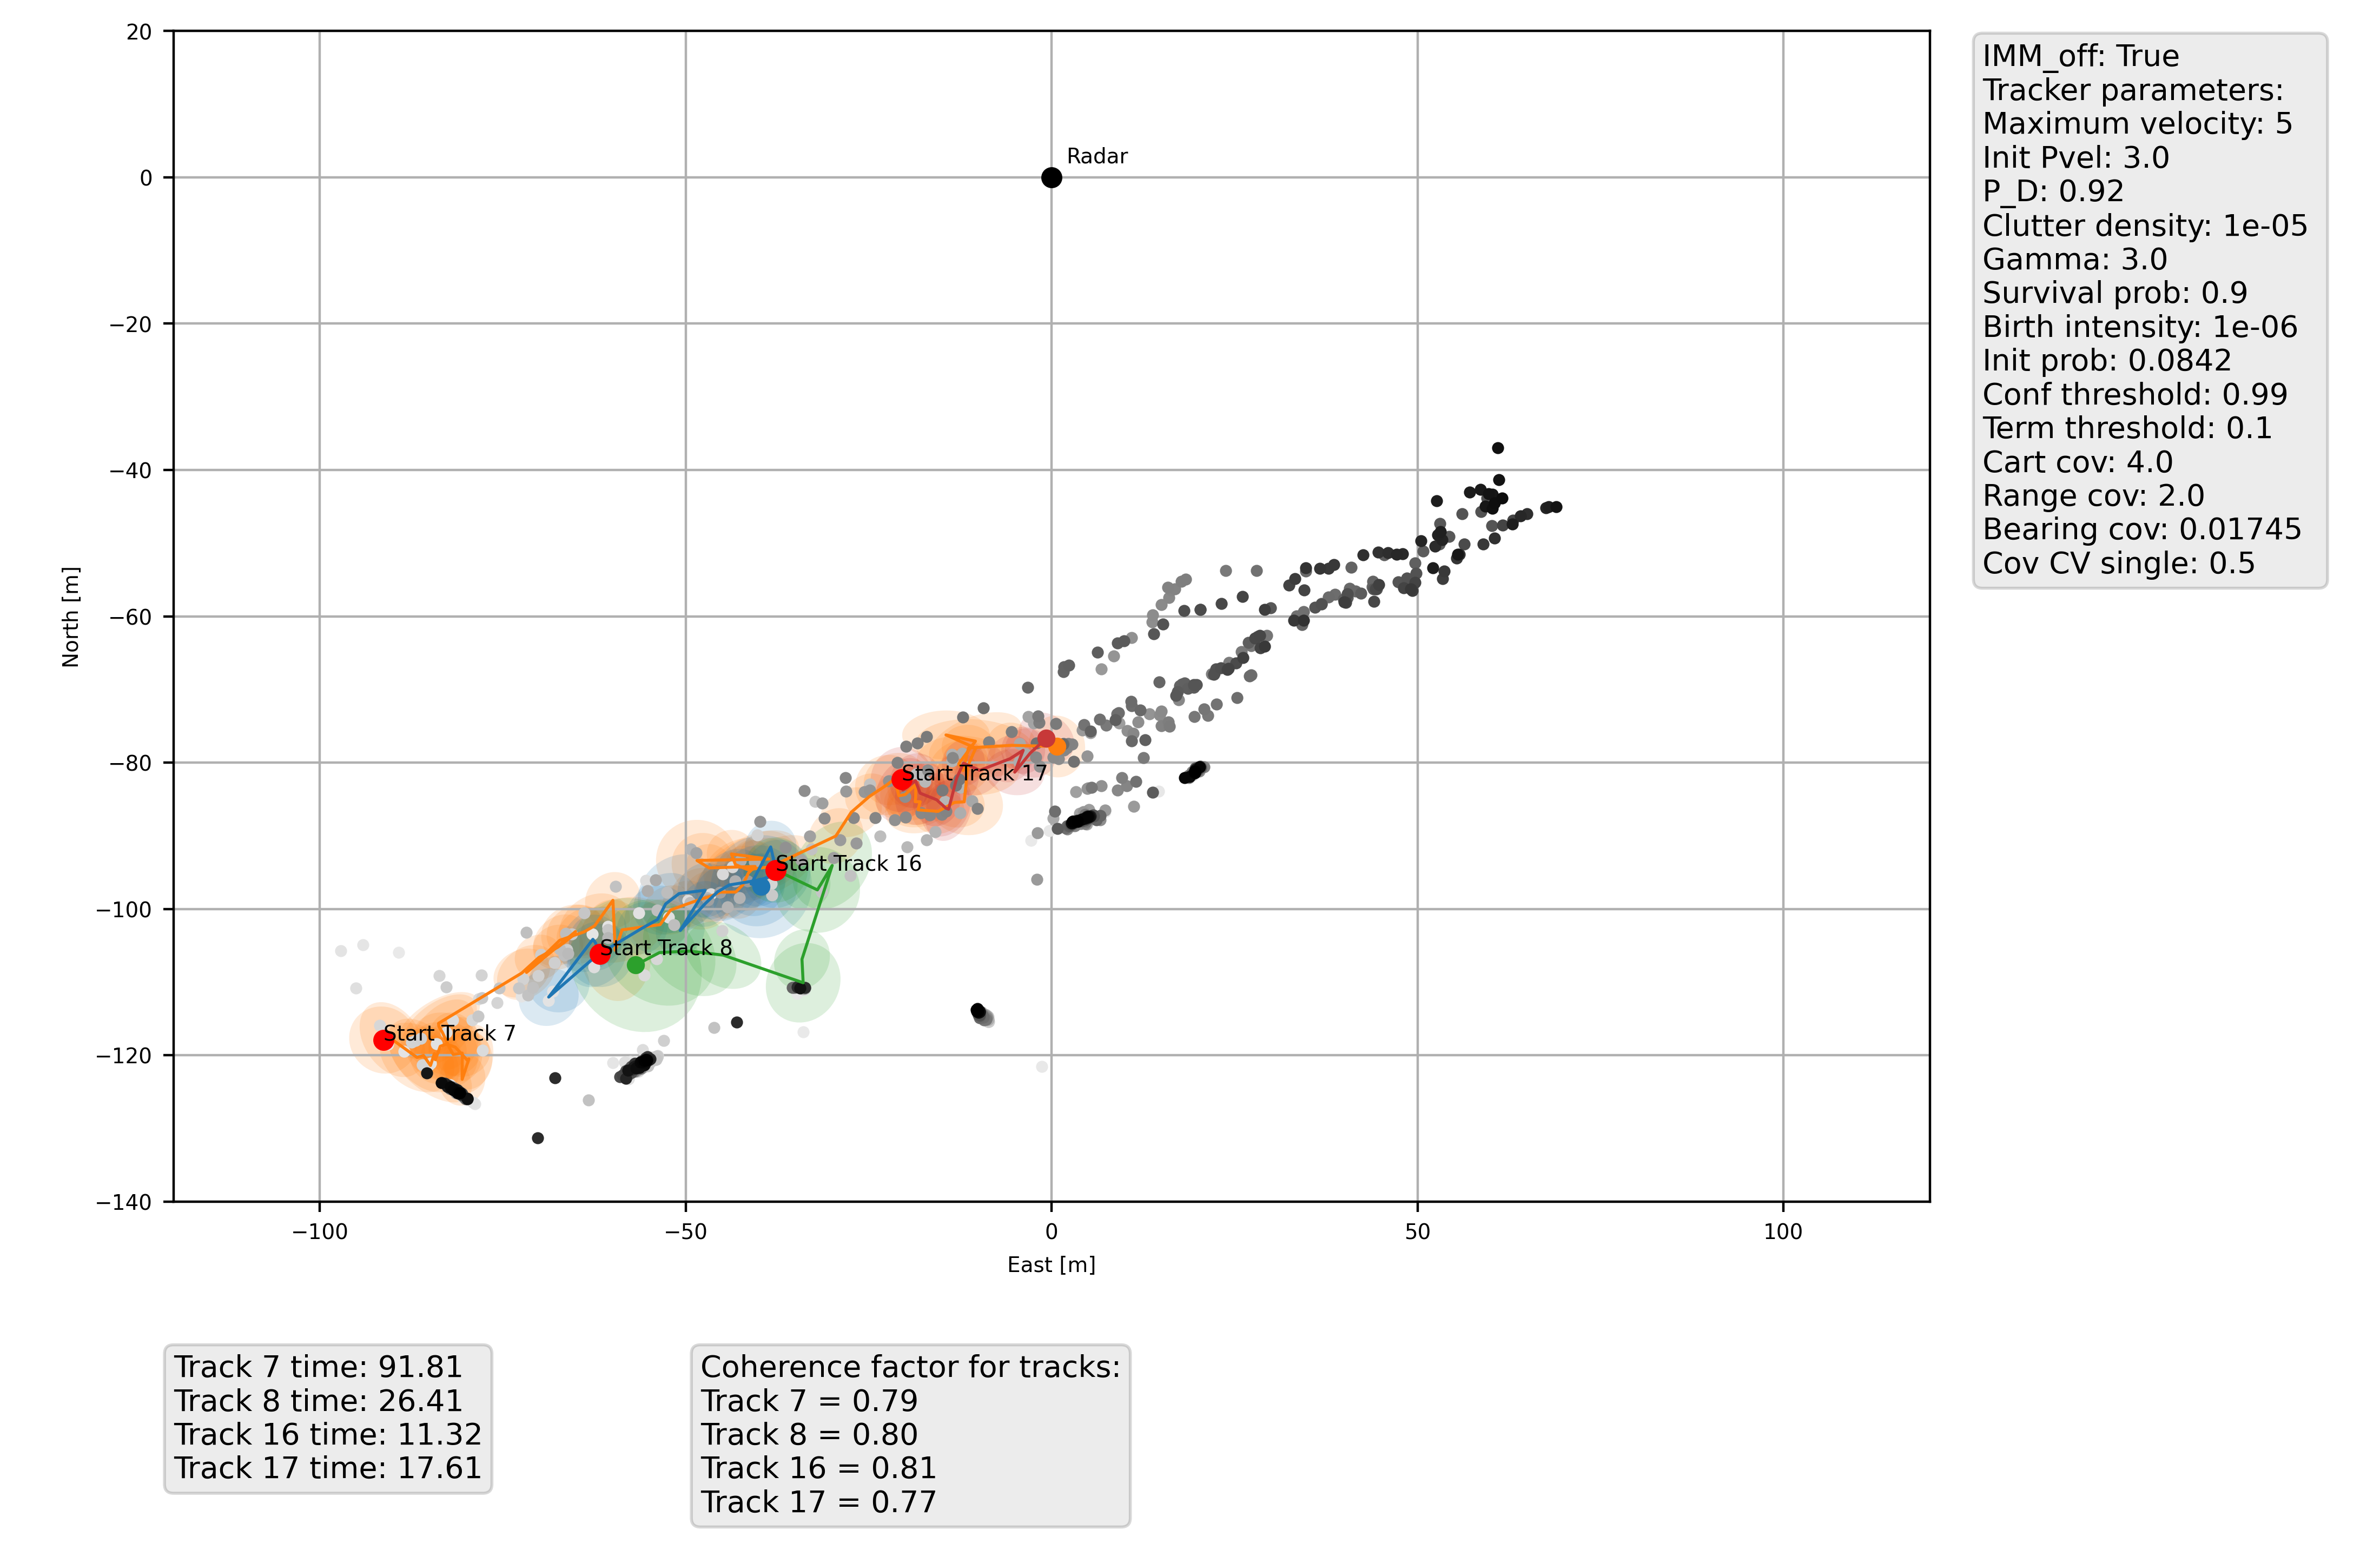 20
0
−20
−40
−60
−80
−100
−120
−140
North [m]
Radar
Start Track 17
Start Track 16
Start Track 8
Start Track 7
−100
−50
0
50
100
East [m]
IMM_off: True
Tracker parameters:
Maximum velocity: 5
Init Pvel: 3.0
P_D: 0.92
Clutter density: 1e-05
Gamma: 3.0
Survival prob: 0.9
Birth intensity: 1e-06
Init prob: 0.0842
Conf threshold: 0.99
Term threshold: 0.1
Cart cov: 4.0
Range cov: 2.0
Bearing cov: 0.01745
Cov CV single: 0.5
Track 7 time: 91.81
Track 8 time: 26.41
Track 16 time: 11.32
Track 17 time: 17.61
Coherence factor for tracks:
Track 7 = 0.79
Track 8 = 0.80
Track 16 = 0.81
Track 17 = 0.77